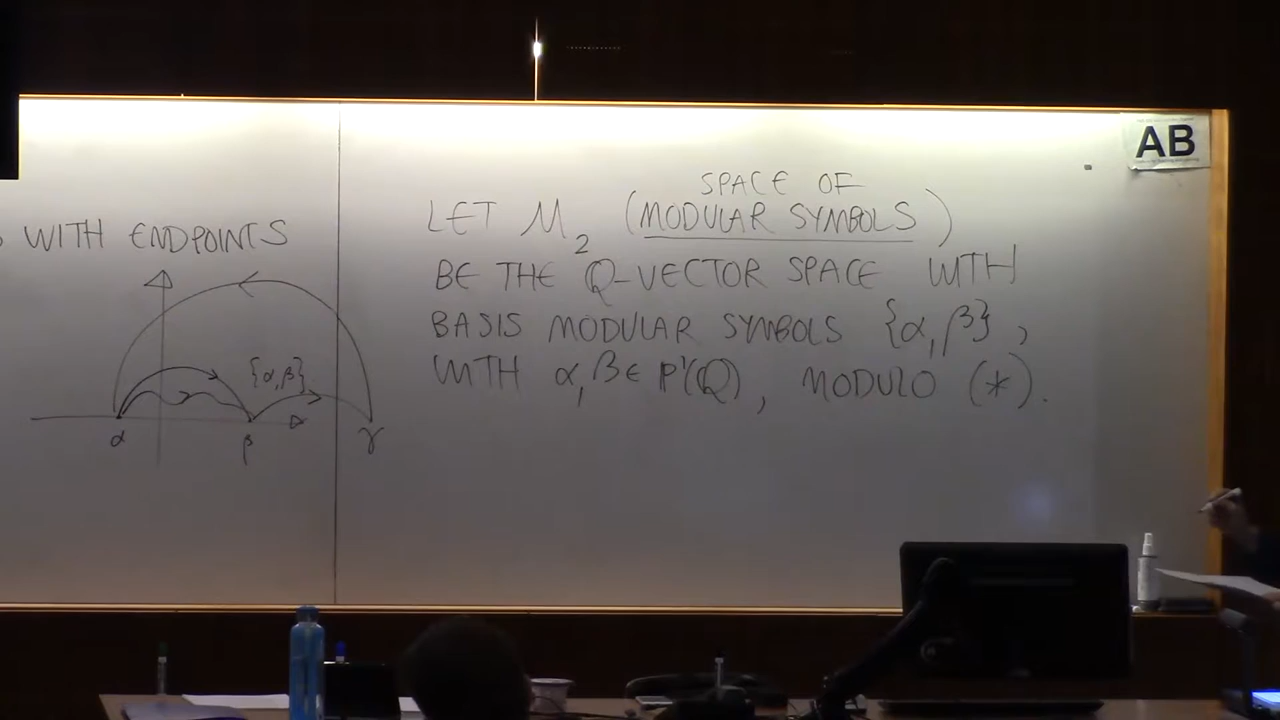 WITH ENDPOINTS
{α,β}
α β γ
SPACE OF
LET M₂ (MODULAR SYMBOLS)
BE THE Q-VECTOR SPACE WITH
BASIS MODULAR SYMBOLS {α,β},
WITH α,β ∈ P¹(Q), MODULO (*).
AB